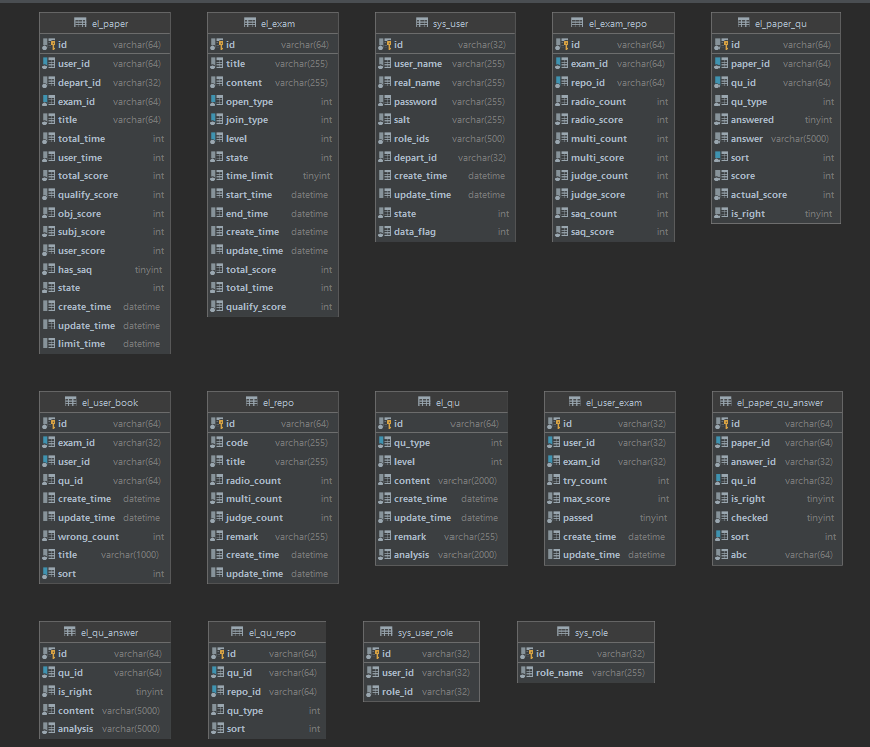 el_paper
id varchar(64)
user_id varchar(64)
depart_id varchar(32)
exam_id varchar(64)
title varchar(64)
total_time int
user_time int
total_score int
qualify_score int
obj_score int
subj_score int
user_score int
has_saq tinyint
state int
create_time datetime
update_time datetime
limit_time datetime
el_exam
id varchar(64)
title varchar(255)
content varchar(255)
open_type int
join_type int
level int
state int
time_limit tinyint
start_time datetime
end_time datetime
create_time datetime
update_time datetime
total_score int
total_time int
qualify_score int
sys_user
id varchar(32)
user_name varchar(255)
real_name varchar(255)
password varchar(255)
salt varchar(255)
role_ids varchar(500)
depart_id varchar(32)
create_time datetime
update_time datetime
state int
data_flag int
el_exam_repo
id varchar(64)
exam_id varchar(64)
repo_id varchar(64)
radio_count int
radio_score int
multi_count int
multi_score int
judge_count int
judge_score int
saq_count int
saq_score int
el_paper_qu
id varchar(64)
paper_id varchar(64)
qu_id varchar(64)
qu_type int
answered tinyint
answer varchar(5000)
sort int
score int
actual_score int
is_right tinyint
el_user_book
id varchar(64)
exam_id varchar(32)
user_id varchar(64)
qu_id varchar(64)
create_time datetime
update_time datetime
wrong_count int
title varchar(1000)
sort int
el_repo
id varchar(64)
code varchar(255)
title varchar(255)
radio_count int
multi_count int
judge_count int
remark varchar(255)
create_time datetime
update_time datetime
el_qu
id varchar(64)
qu_type int
level int
content varchar(2000)
create_time datetime
update_time datetime
remark varchar(255)
analysis varchar(2000)
el_user_exam
id varchar(32)
user_id varchar(32)
exam_id varchar(32)
try_count int
max_score int
passed tinyint
create_time datetime
update_time datetime
el_paper_qu_answer
id varchar(64)
paper_id varchar(64)
answer_id varchar(32)
qu_id varchar(32)
is_right tinyint
checked tinyint
sort int
abc varchar(64)
el_qu_answer
id varchar(64)
qu_id varchar(64)
is_right tinyint
content varchar(5000)
analysis varchar(5000)
el_qu_repo
id varchar(64)
qu_id varchar(64)
repo_id varchar(64)
qu_type int
sort int
sys_user_role
id varchar(32)
user_id varchar(32)
role_id varchar(32)
sys_role
id varchar(32)
role_name varchar(255)